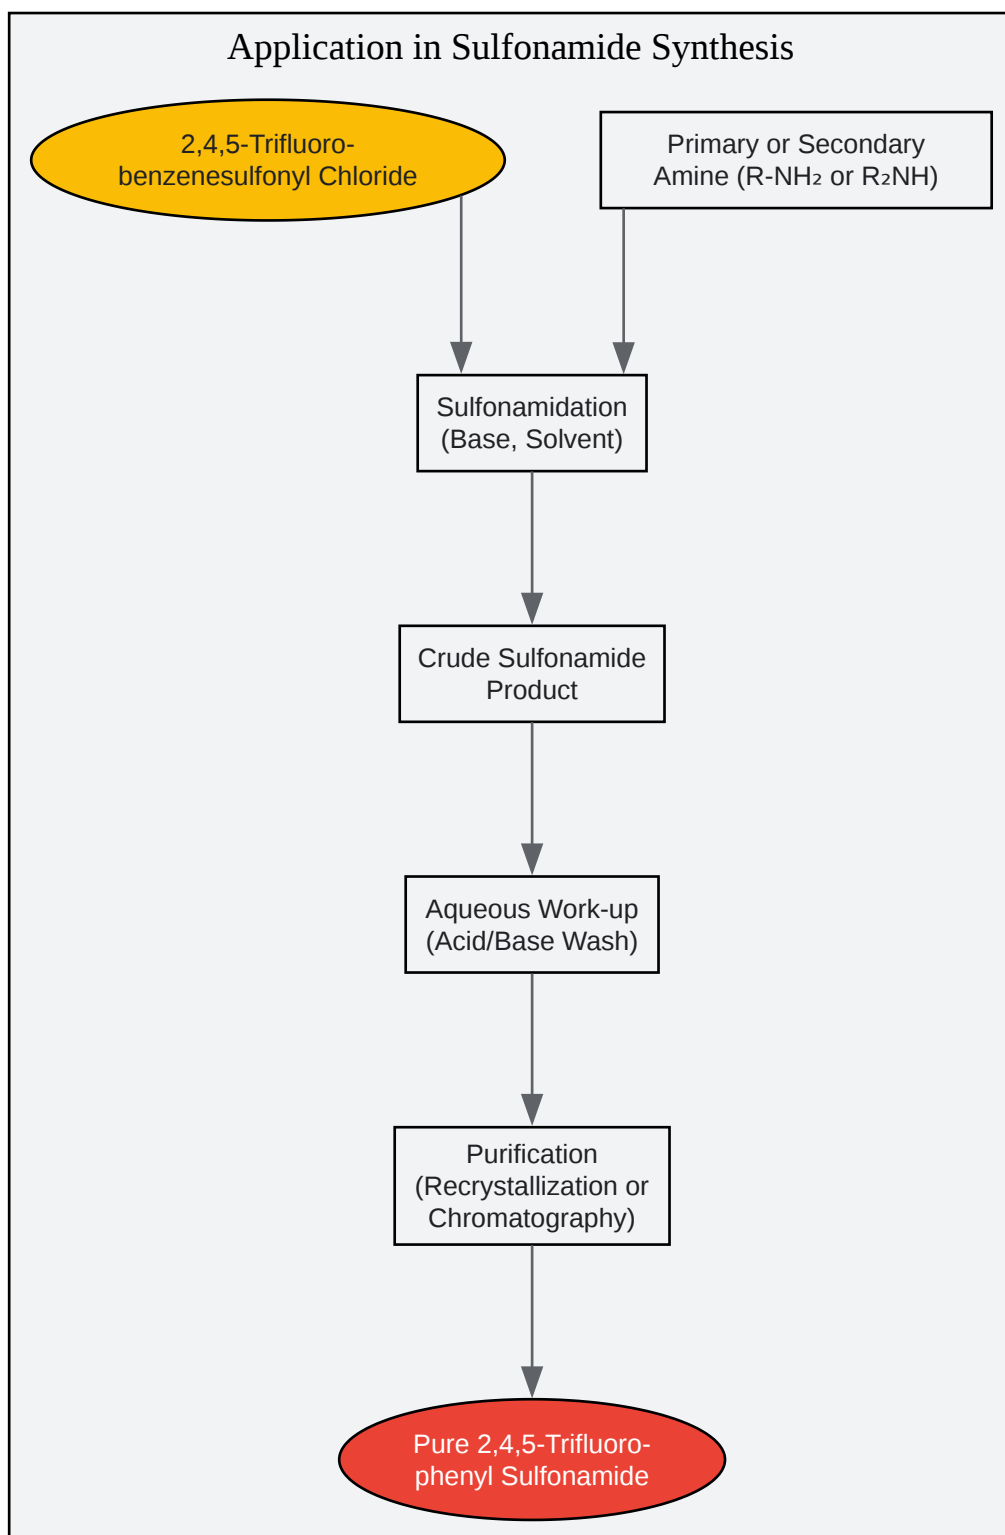 Application in Sulfonamide Synthesis
2,4,5-Trifluoro-
benzenesulfonyl Chloride
Primary or Secondary
Amine (R-NH₂ or R₂NH)
Sulfonamidation
(Base, Solvent)
Crude Sulfonamide
Product
Aqueous Work-up
(Acid/Base Wash)
Purification
(Recrystallization or
Chromatography)
Pure 2,4,5-Trifluoro-
phenyl Sulfonamide